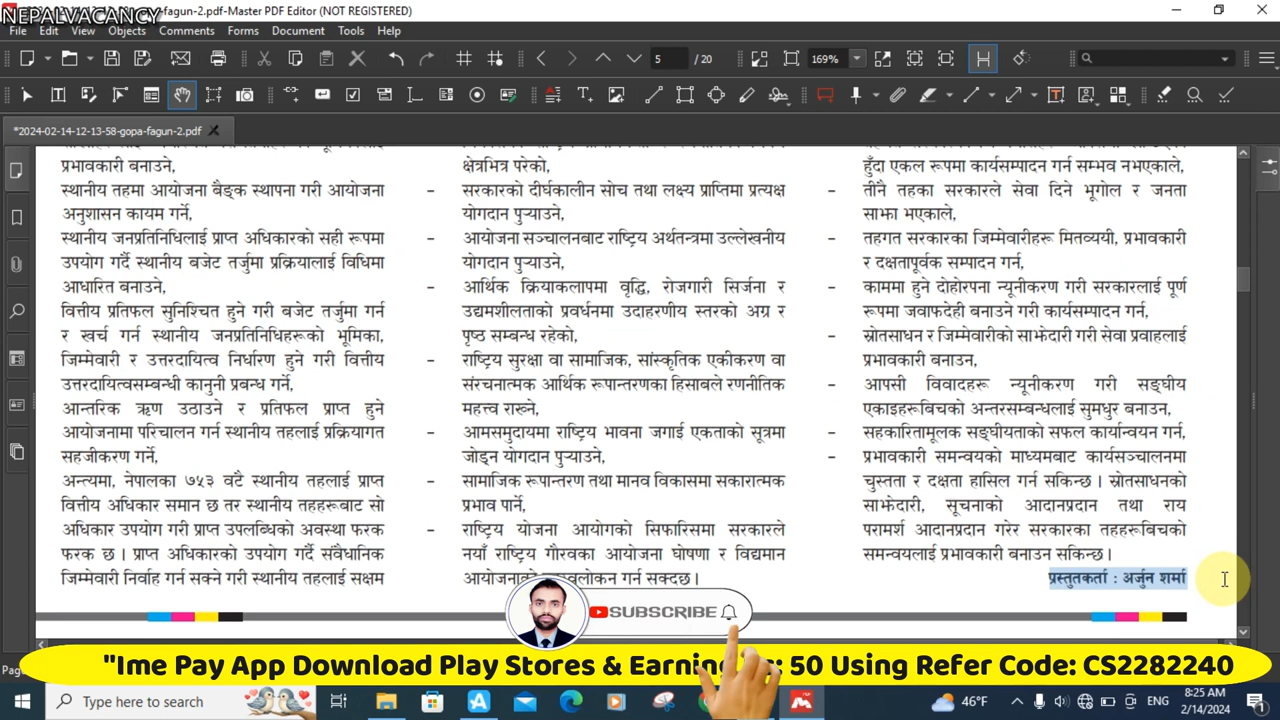 NEPALVACANCY
-fagun-2.pdf-Master PDF Editor (NOT REGISTERED)
File Edit View Objects Comments Forms Document Tools Help
5 / 20
169%
*2024-02-14-12-13-58-gopa-fagun-2.pdf
प्रभावकारी बनाउने,
स्थानीय तहमा आयोजना बैङ्क स्थापना गरी आयोजना
अनुशासन कायम गर्ने,
स्थानीय जनप्रतिनिधिलाई प्राप्त अधिकारको सही रूपमा
उपयोग गर्दै स्थानीय बजेट तर्जुमा प्रक्रियालाई विधिमा
आधारित बनाउने,
वित्तीय प्रतिफल सुनिश्चित हुने गरी बजेट तर्जुमा गर्न
र खर्च गर्न स्थानीय जनप्रतिनिधिहरूको भूमिका,
जिम्मेवारी र उत्तरदायित्व निर्धारण हुने गरी वित्तीय
उत्तरदायित्वसम्बन्धी कानुनी प्रबन्ध गर्ने,
आन्तरिक ऋण उठाउने र प्रतिफल प्राप्त हुने
आयोजनामा परिचालन गर्न स्थानीय तहलाई प्रक्रियागत
सहजीकरण गर्ने,
अन्त्यमा, नेपालका ७५३ वटै स्थानीय तहलाई प्राप्त
वित्तीय अधिकार समान छ तर स्थानीय तहहरूबाट सो
अधिकार उपयोग गरी प्राप्त उपलब्धिको अवस्था फरक
फरक छ । प्राप्त अधिकारको उपयोग गर्दै संवैधानिक
जिम्मेवारी निर्वाह गर्न सक्ने गरी स्थानीय तहलाई सक्षम
क्षेत्रभित्र परेको,
- सरकारको दीर्घकालीन सोच तथा लक्ष्य प्राप्तिमा प्रत्यक्ष
योगदान पुऱ्याउने,
- आयोजना सञ्चालनबाट राष्ट्रिय अर्थतन्त्रमा उल्लेखनीय
योगदान पुऱ्याउने,
- आर्थिक क्रियाकलापमा वृद्धि, रोजगारी सिर्जना र
उद्यमशीलताको प्रवर्धनमा उदाहरणीय स्तरको अग्र र
पृष्ठ सम्बन्ध रहेको,
- राष्ट्रिय सुरक्षा वा सामाजिक, सांस्कृतिक एकीकरण वा
संरचनात्मक आर्थिक रूपान्तरणका हिसाबले रणनीतिक
महत्त्व राख्ने,
- आमसमुदायमा राष्ट्रिय भावना जगाई एकताको सूत्रमा
जोड्न योगदान पुऱ्याउने,
- सामाजिक रूपान्तरण तथा मानव विकासमा सकारात्मक
प्रभाव पार्ने,
- राष्ट्रिय योजना आयोगको सिफारिसमा सरकारले
नयाँ राष्ट्रिय गौरवका आयोजना घोषणा र विद्यमान
गर्न सक्दछ ।
हुँदा एकल रूपमा कार्यसम्पादन गर्न सम्भव नभएकाले,
- तीनै तहका सरकारले सेवा दिने भूगोल र जनता
साझा भएकाले,
- तहगत सरकारका जिम्मेवारीहरू मितव्ययी, प्रभावकारी
र दक्षतापूर्वक सम्पादन गर्न,
- काममा हुने दोहोरपना न्यूनीकरण गरी सरकारलाई पूर्ण
रूपमा जवाफदेही बनाउने गरी कार्यसम्पादन गर्न,
- स्रोतसाधन र जिम्मेवारीको साझेदारी गरी सेवा प्रवाहलाई
प्रभावकारी बनाउन,
- आपसी विवादहरू न्यूनीकरण गरी सङ्घीय
एकाइहरूबिचको अन्तरसम्बन्धलाई सुमधुर बनाउन,
- सहकारितामूलक सङ्घीयताको सफल कार्यान्वयन गर्न,
- प्रभावकारी समन्वयको माध्यमबाट कार्यसञ्चालनमा
चुस्तता र दक्षता हासिल गर्न सकिन्छ । स्रोतसाधनको
साझेदारी, सूचनाको आदानप्रदान तथा राय
परामर्श आदानप्रदान गरेर सरकारका तहहरूबिचको
समन्वयलाई प्रभावकारी बनाउन सकिन्छ ।
प्रस्तुतकर्ता : अर्जुन शर्मा
SUBSCRIBE
"Ime Pay App Download Play Stores & Earning 50 Using Refer Code: CS2282240
Type here to search
46°F
ENG
8:25 AM
2/14/2024